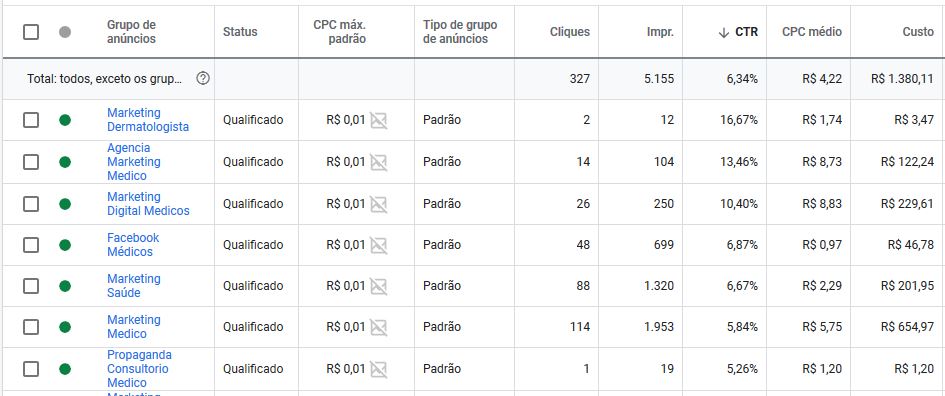 Grupo de anúncios Status CPC máx. padrão Tipo de grupo de anúncios Cliques Impr. ↓ CTR CPC médio Custo
Total: todos, exceto os grup... 327 5.155 6,34% R$ 4,22 R$ 1.380,11
Marketing Dermatologista Qualificado R$ 0,01 Padrão 2 12 16,67% R$ 1,74 R$ 3,47
Agencia Marketing Medico Qualificado R$ 0,01 Padrão 14 104 13,46% R$ 8,73 R$ 122,24
Marketing Digital Medicos Qualificado R$ 0,01 Padrão 26 250 10,40% R$ 8,83 R$ 229,61
Facebook Médicos Qualificado R$ 0,01 Padrão 48 699 6,87% R$ 0,97 R$ 46,78
Marketing Saúde Qualificado R$ 0,01 Padrão 88 1.320 6,67% R$ 2,29 R$ 201,95
Marketing Medico Qualificado R$ 0,01 Padrão 114 1.953 5,84% R$ 5,75 R$ 654,97
Propaganda Consultorio Medico Qualificado R$ 0,01 Padrão 1 19 5,26% R$ 1,20 R$ 1,20